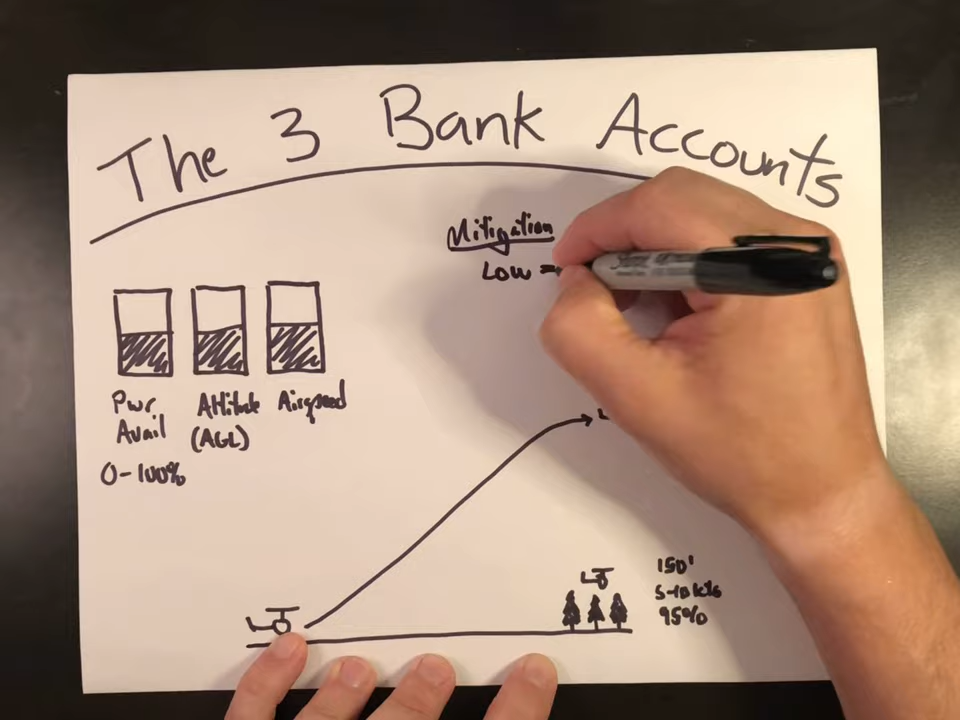 The 3 Bank Accounts
Mitigation
Low =
Pwr
Avail
0-100%
Altitude
(AGL)
Airspeed
150'
5-10 kts
95%